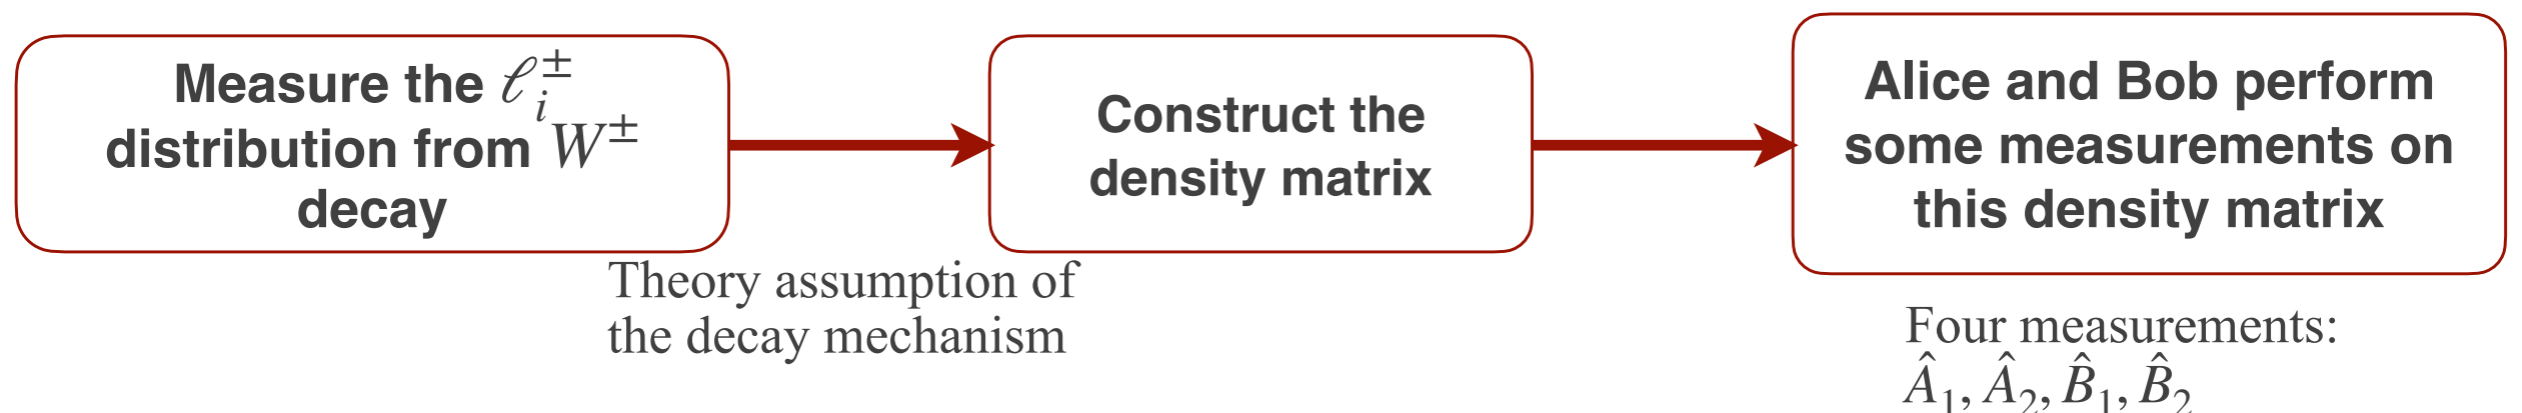 Measure the ℓᵢ^±
distribution from W^±
decay
Theory assumption of
the decay mechanism
Construct the
density matrix
Alice and Bob perform
some measurements on
this density matrix
Four measurements:
Â₁, Â₂, B̂₁, B̂₂